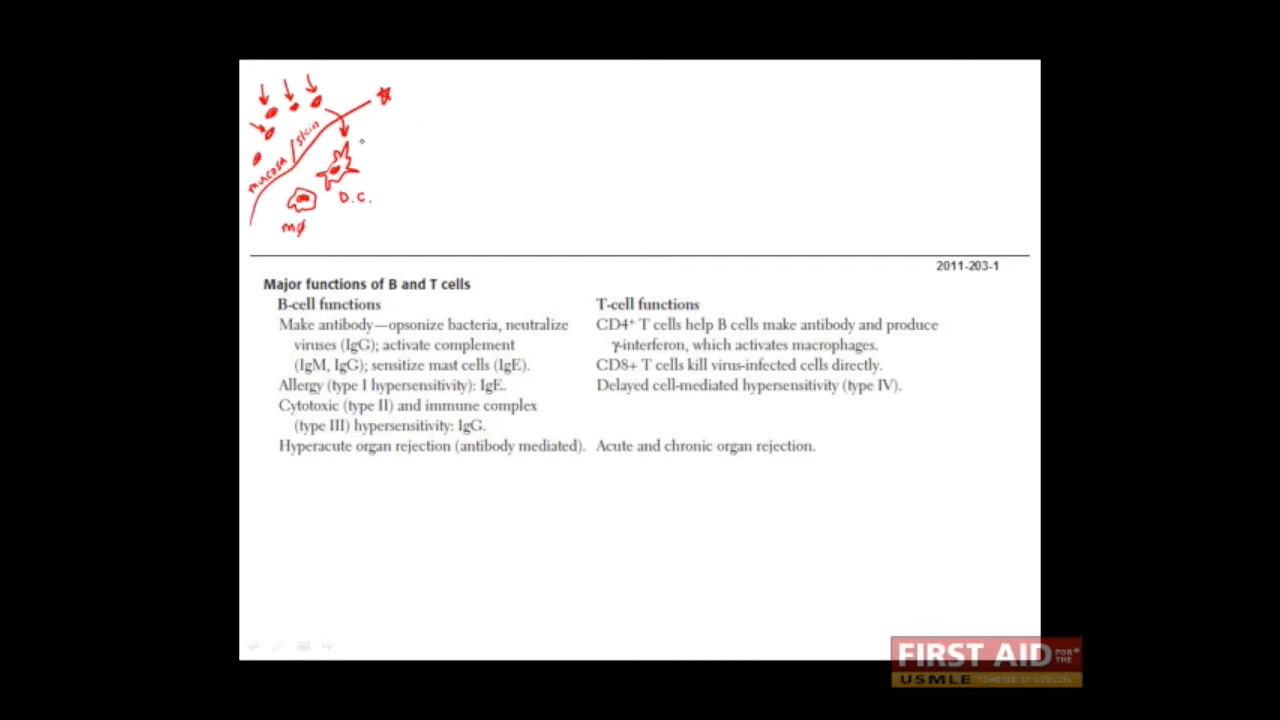 mucosa/skin
D.C.
mø
2011-203-1
Major functions of B and T cells
B-cell functions
Make antibody—opsonize bacteria, neutralize
viruses (IgG); activate complement
(IgM, IgG); sensitize mast cells (IgE).
Allergy (type I hypersensitivity): IgE.
Cytotoxic (type II) and immune complex
(type III) hypersensitivity: IgG.
Hyperacute organ rejection (antibody mediated).
T-cell functions
CD4⁺ T cells help B cells make antibody and produce
γ-interferon, which activates macrophages.
CD8+ T cells kill virus-infected cells directly.
Delayed cell-mediated hypersensitivity (type IV).
Acute and chronic organ rejection.
FIRST AID FOR THE
USMLE